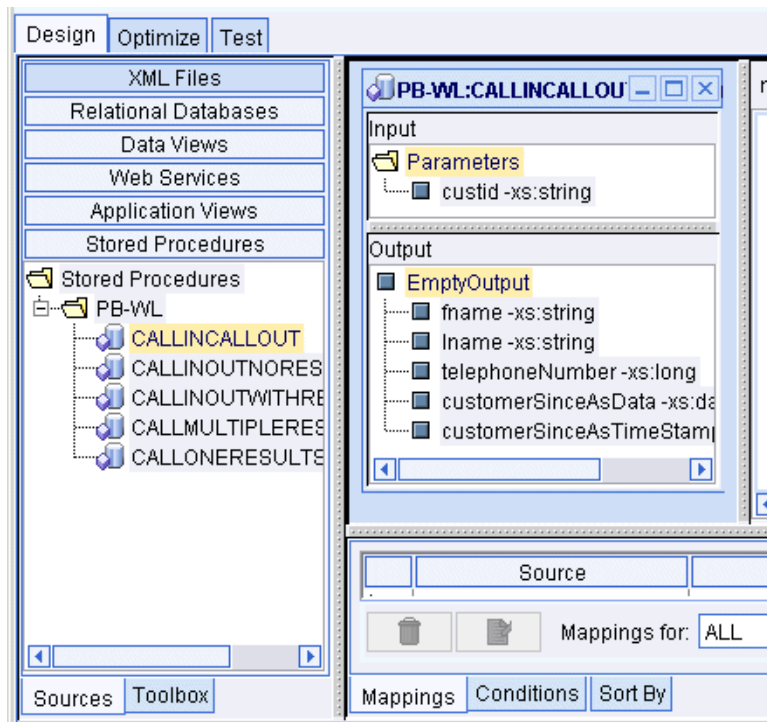 Design Optimize Test
XML Files
Relational Databases
Data Views
Web Services
Application Views
Stored Procedures
Stored Procedures
PB-WL
CALLINCALLOUT
CALLINOUTNORES
CALLINOUTWITHRE
CALLMULTIPLERES
CALLONERESULTS
Sources Toolbox
PB-WL:CALLINCALLOU
Input
Parameters
custid -xs:string
Output
EmptyOutput
fname -xs:string
lname -xs:string
telephoneNumber -xs:long
customerSinceAsData -xs:da
customerSinceAsTimeStam
Source
Mappings for: ALL
Mappings Conditions Sort By